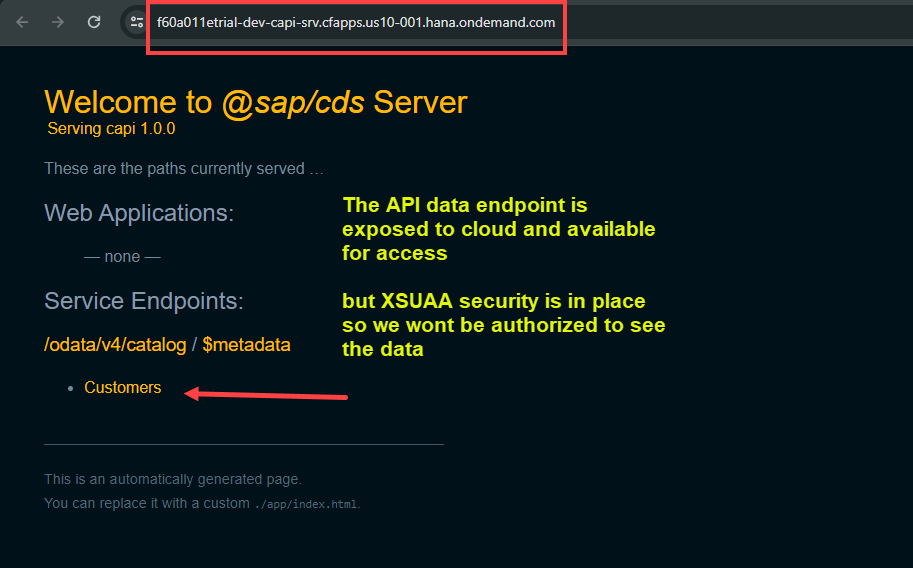 f60a011etrial-dev-capi-srv.cfapps.us10-001.hana.ondemand.com
Welcome to @sap/cds Server
Serving capi 1.0.0
These are the paths currently served …
Web Applications:
— none —
The API data endpoint is
exposed to cloud and available
for access
Service Endpoints:
but XSUAA security is in place
so we wont be authorized to see
the data
/odata/v4/catalog / $metadata
Customers
This is an automatically generated page.
You can replace it with a custom ./app/index.html.